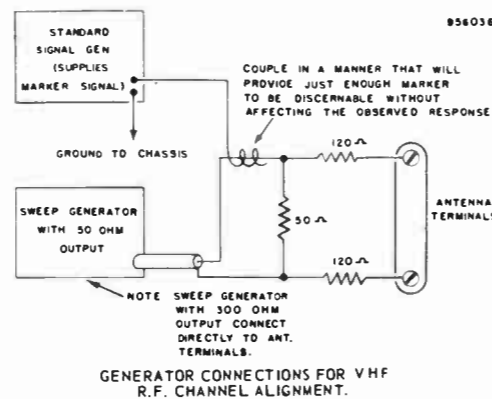 956036
STANDARD
SIGNAL GEN
(SUPPLIES
MARKER SIGNAL)
COUPLE IN A MANNER THAT WILL
PROVIDE JUST ENOUGH MARKER
TO BE DISCERNABLE WITHOUT
AFFECTING THE OBSERVED RESPONSE
GROUND TO CHASSIS
120 Ω
SWEEP GENERATOR
WITH 50 OHM
OUTPUT
50 Ω
ANTENNA
TERMINALS
120 Ω
NOTE SWEEP GENERATOR
WITH 300 OHM
OUTPUT CONNECT
DIRECTLY TO ANT.
TERMINALS.
GENERATOR CONNECTIONS FOR VHF
R.F. CHANNEL ALIGNMENT.